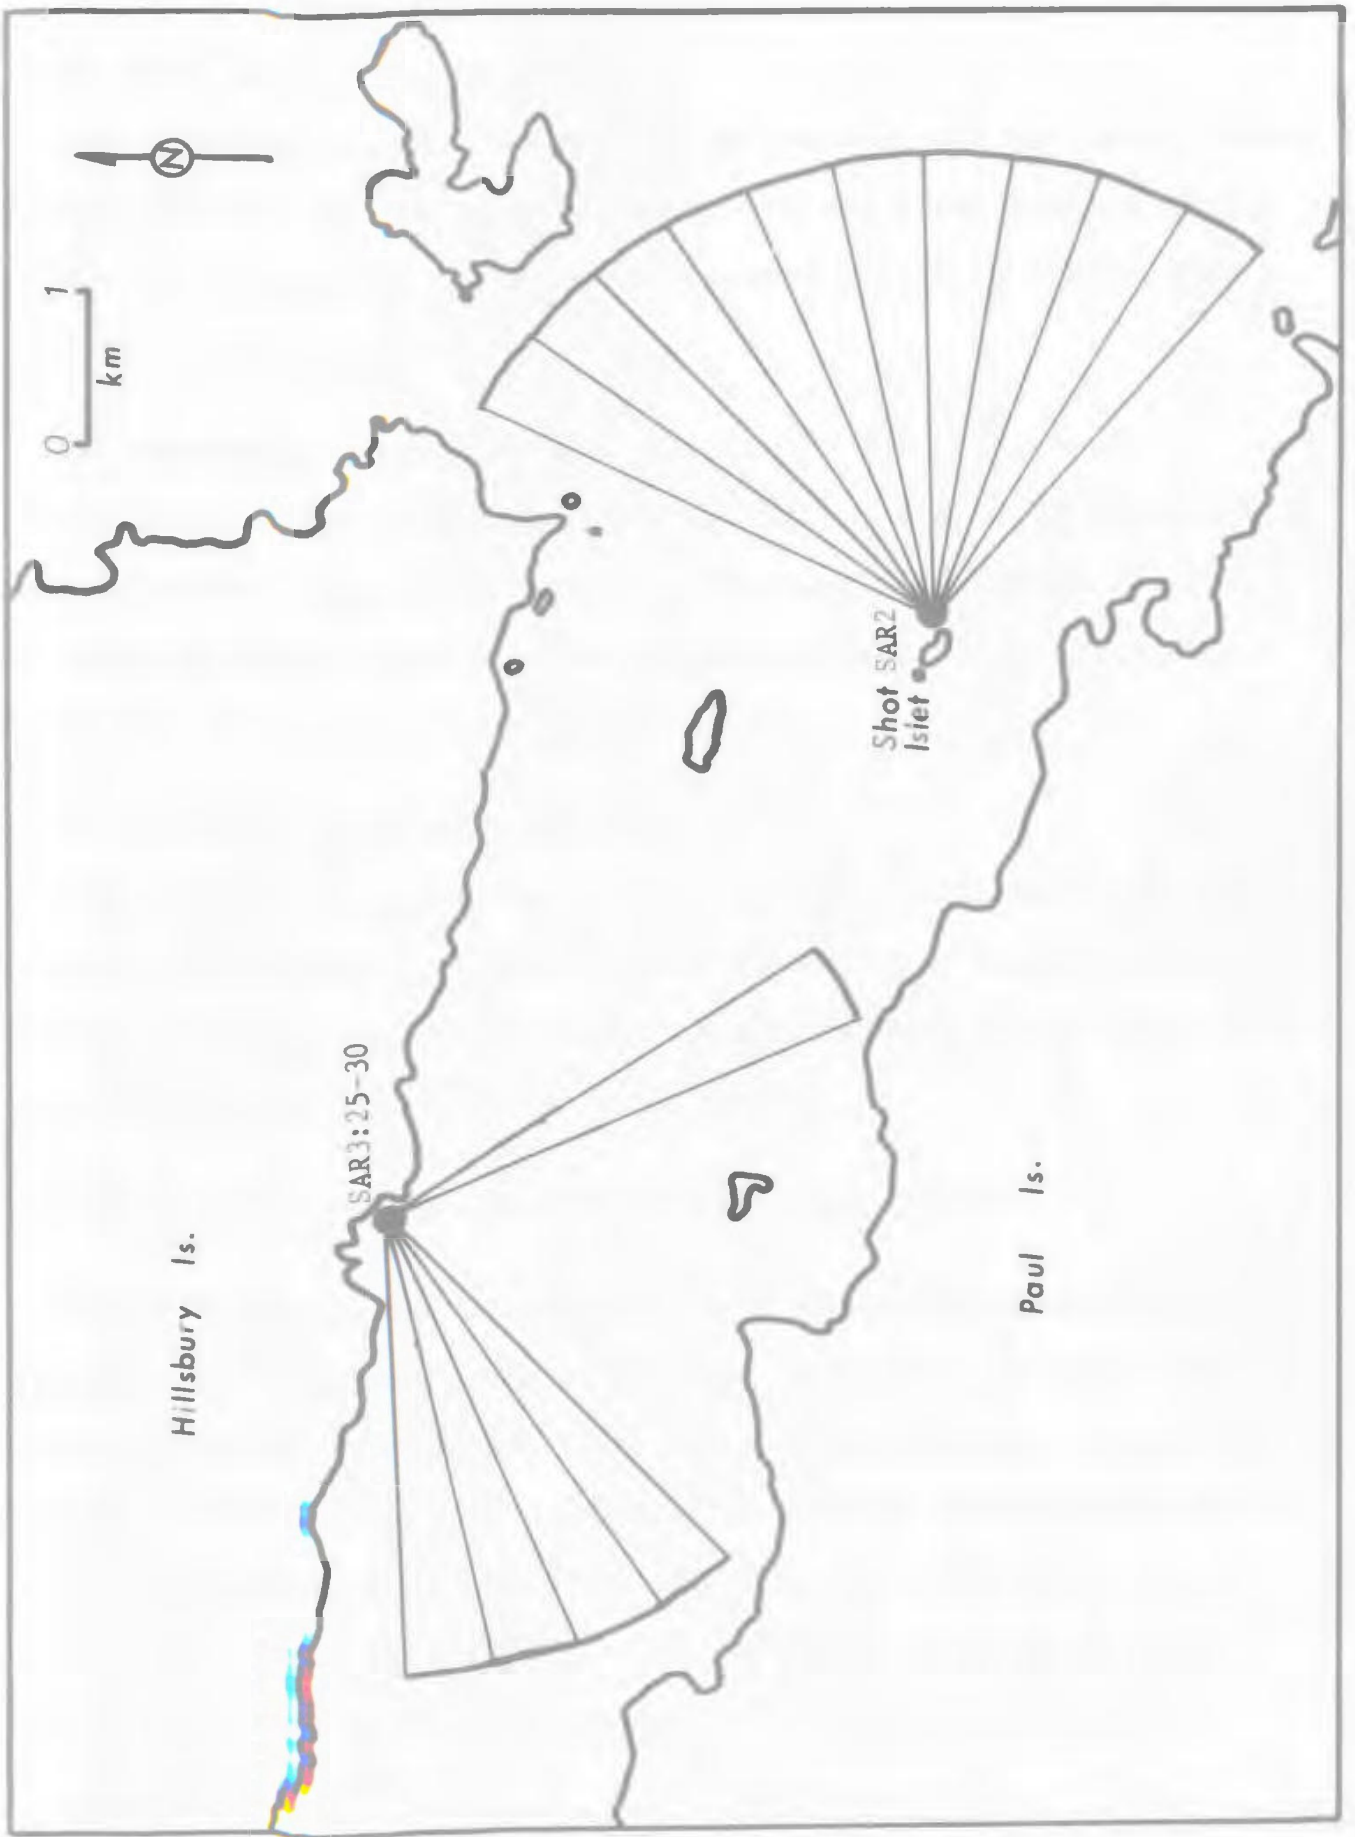 N
0 1
km
Hillsbury Is.
SAR3:25-30
Shot SAR2
Islet
Paul Is.